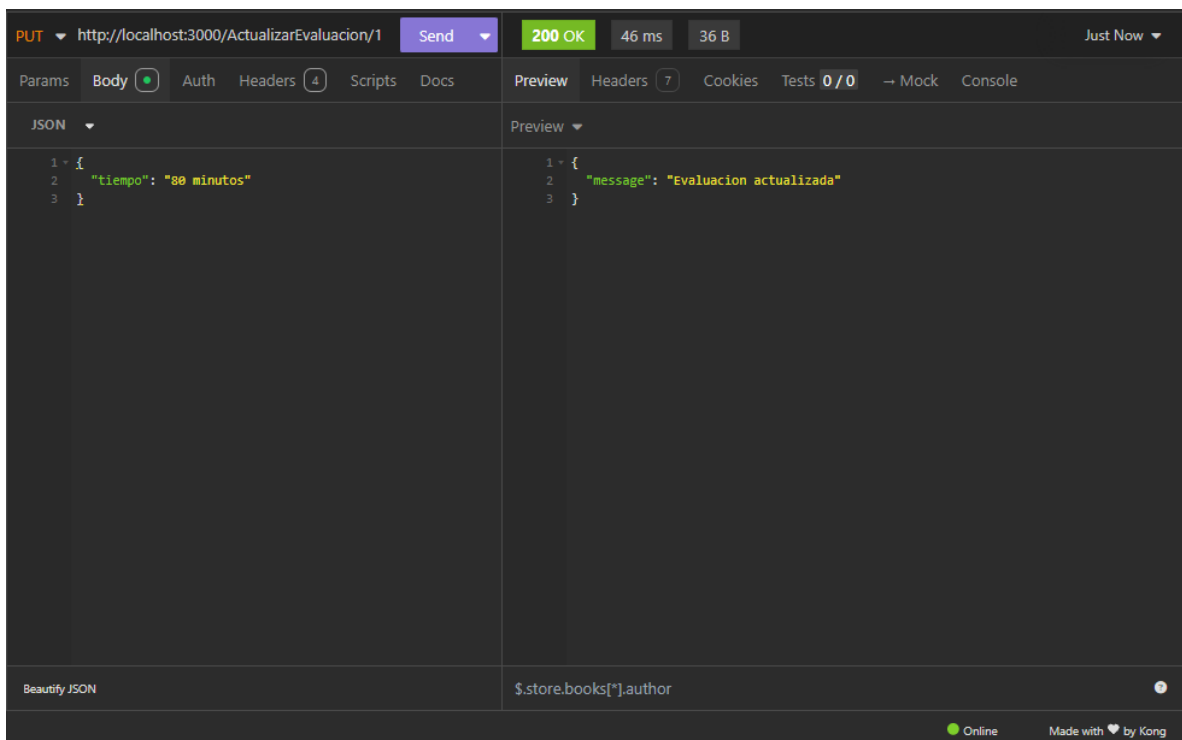 PUT http://localhost:3000/ActualizarEvaluacion/1 Send 200 OK 46 ms 36 B Just Now
Params Body Auth Headers 4 Scripts Docs Preview Headers 7 Cookies Tests 0 / 0 → Mock Console
JSON Preview
1 { 1 {
2 "tiempo": "80 minutos" 2 "message": "Evaluacion actualizada"
3 } 3 }
Beautify JSON $.store.books[*].author ?
Online Made with ♥ by Kong